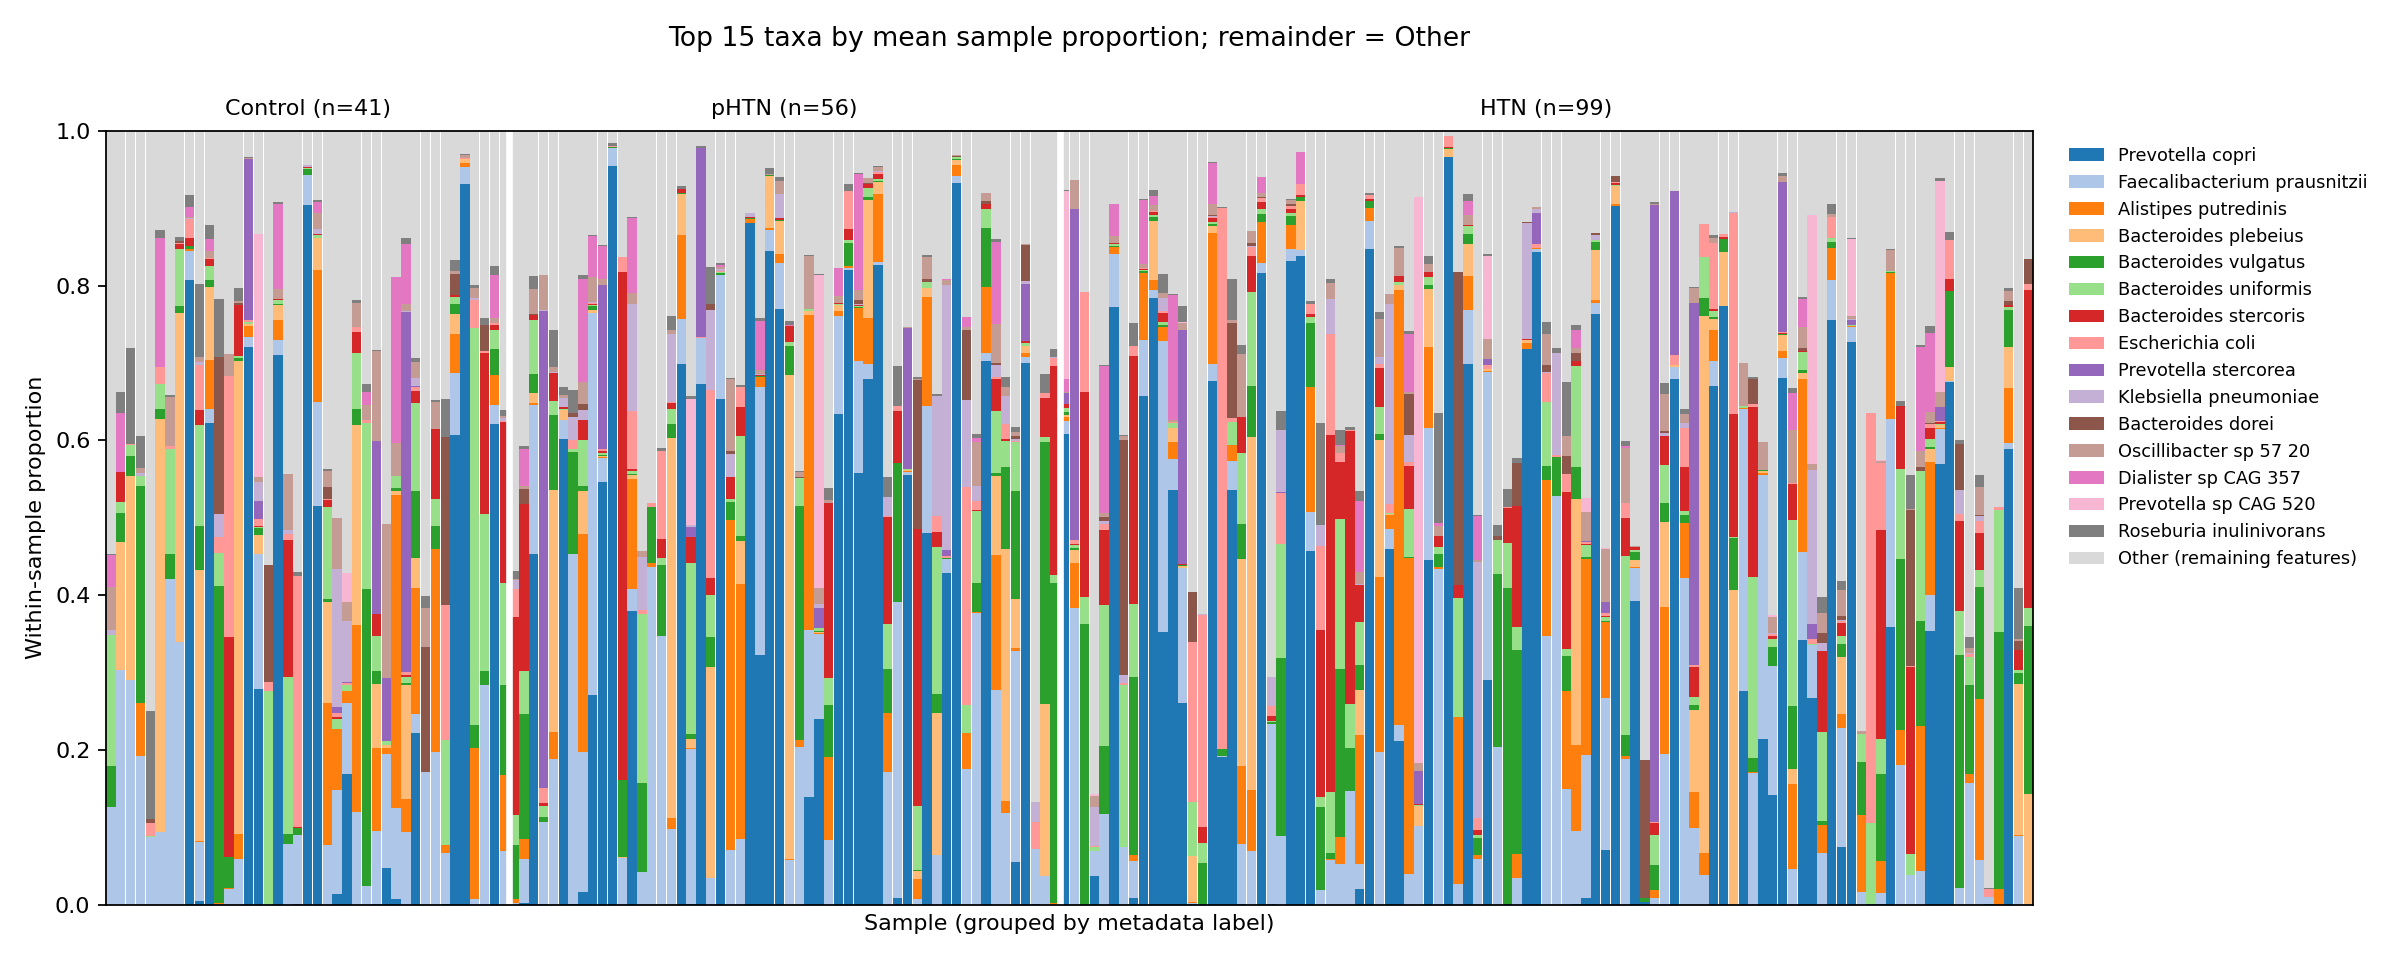 Top 15 taxa by mean sample proportion; remainder = Other
Control (n=41)
pHTN (n=56)
HTN (n=99)
1.0
0.8
0.6
0.4
0.2
0.0
Within-sample proportion
Sample (grouped by metadata label)
Prevotella copri
Faecalibacterium prausnitzii
Alistipes putredinis
Bacteroides plebeius
Bacteroides vulgatus
Bacteroides uniformis
Bacteroides stercoris
Escherichia coli
Prevotella stercorea
Klebsiella pneumoniae
Bacteroides dorei
Oscillibacter sp 57 20
Dialister sp CAG 357
Prevotella sp CAG 520
Roseburia inulinivorans
Other (remaining features)